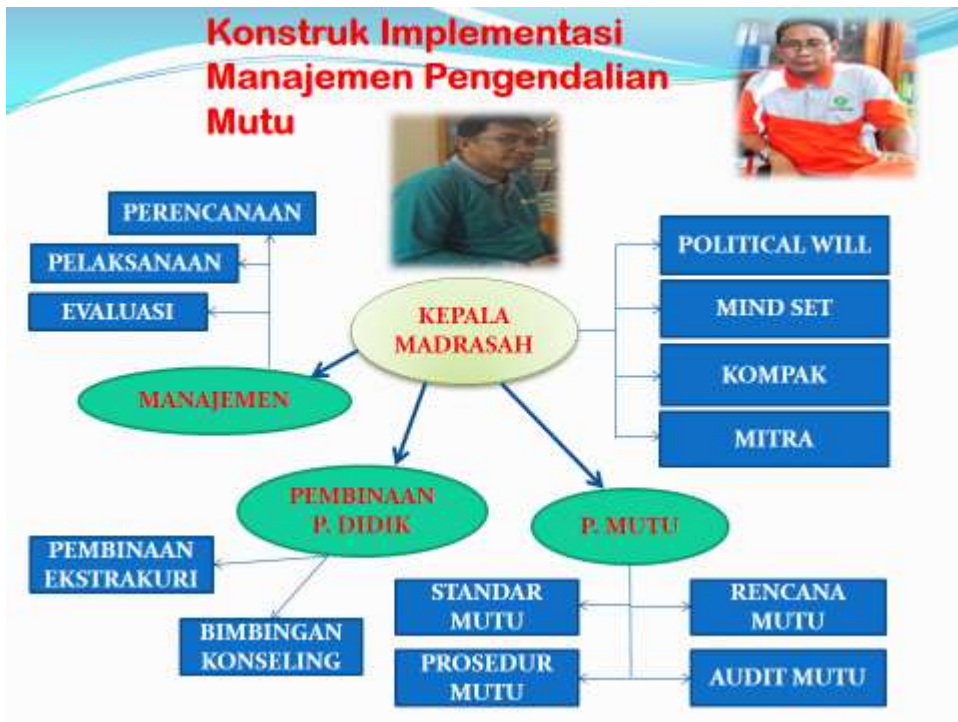 Konstruk Implementasi
Manajemen Pengendalian
Mutu
PERENCANAAN
PELAKSANAAN
EVALUASI
MANAJEMEN
KEPALA
MADRASAH
POLITICAL WILL
MIND SET
KOMPAK
MITRA
PEMBINAAN
P. DIDIK
P. MUTU
PEMBINAAN
EKSTRAKURI
BIMBINGAN
KONSELING
STANDAR
MUTU
RENCANA
MUTU
PROSEDUR
MUTU
AUDIT MUTU